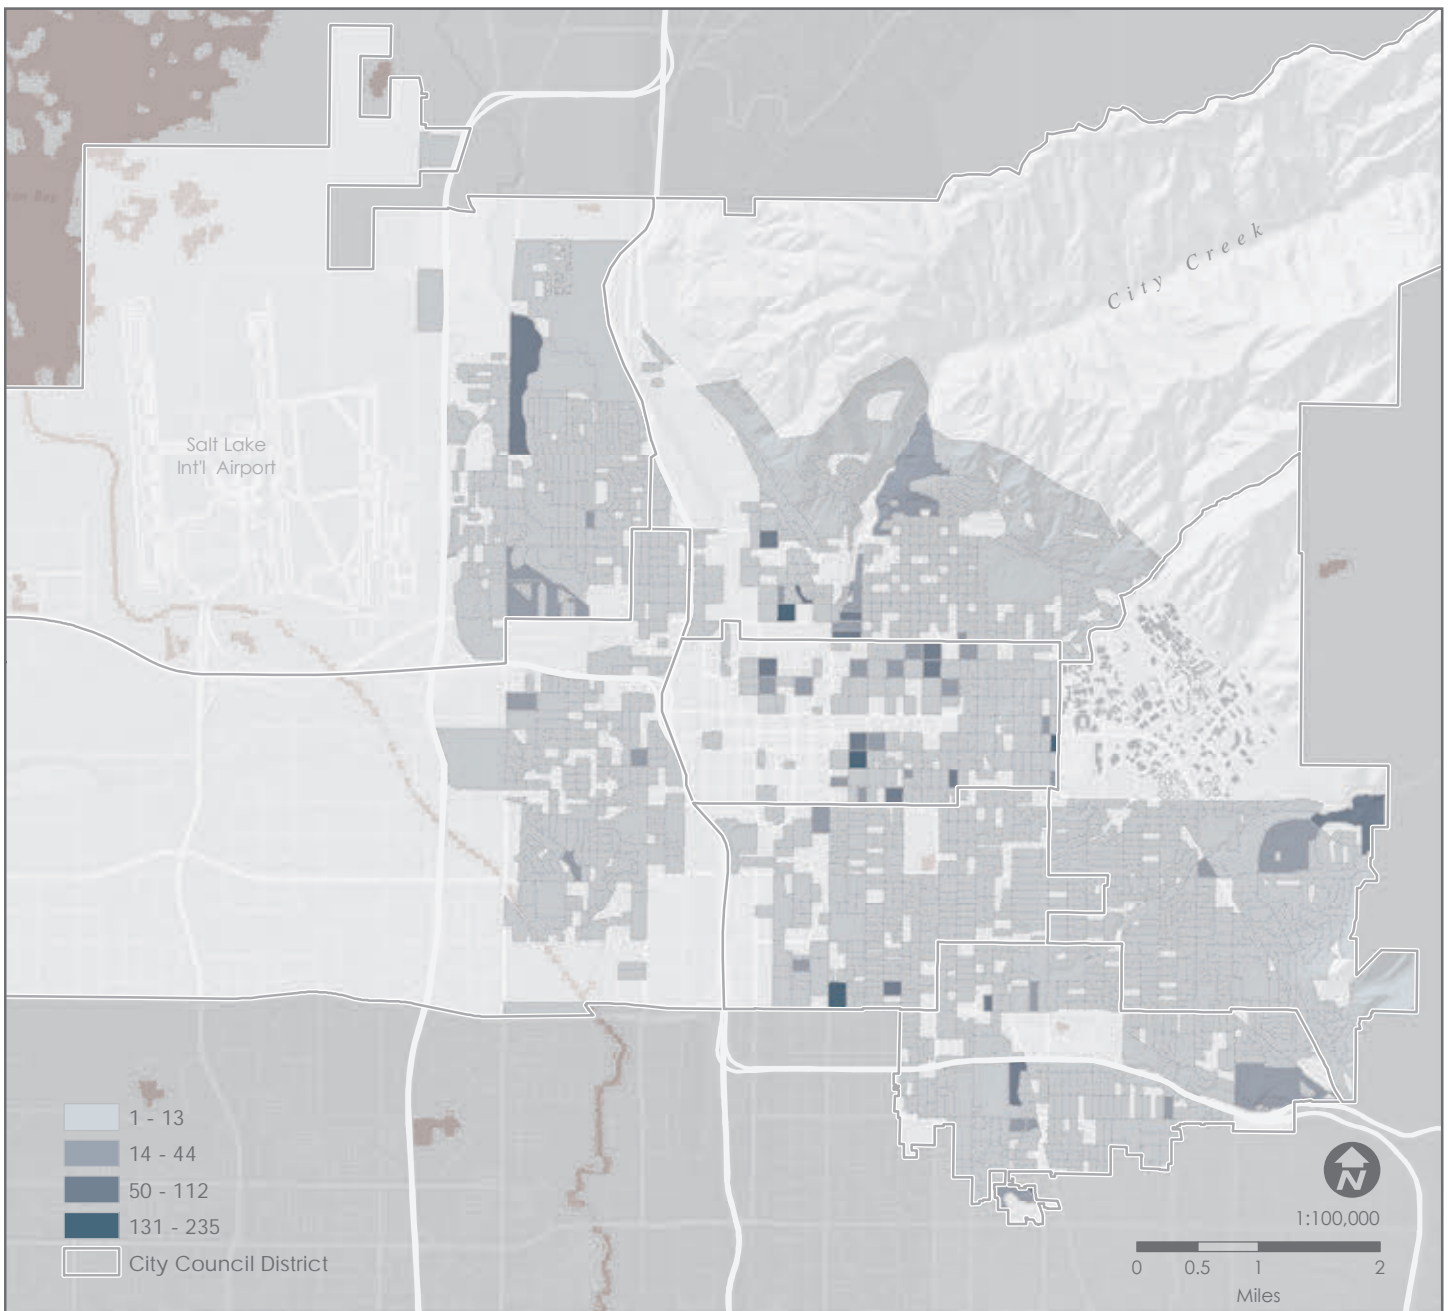 City Creek
Salt Lake
Int'l Airport
1 - 13
14 - 44
50 - 112
131 - 235
City Council District
N
1:100,000
0 0.5 1 2
Miles